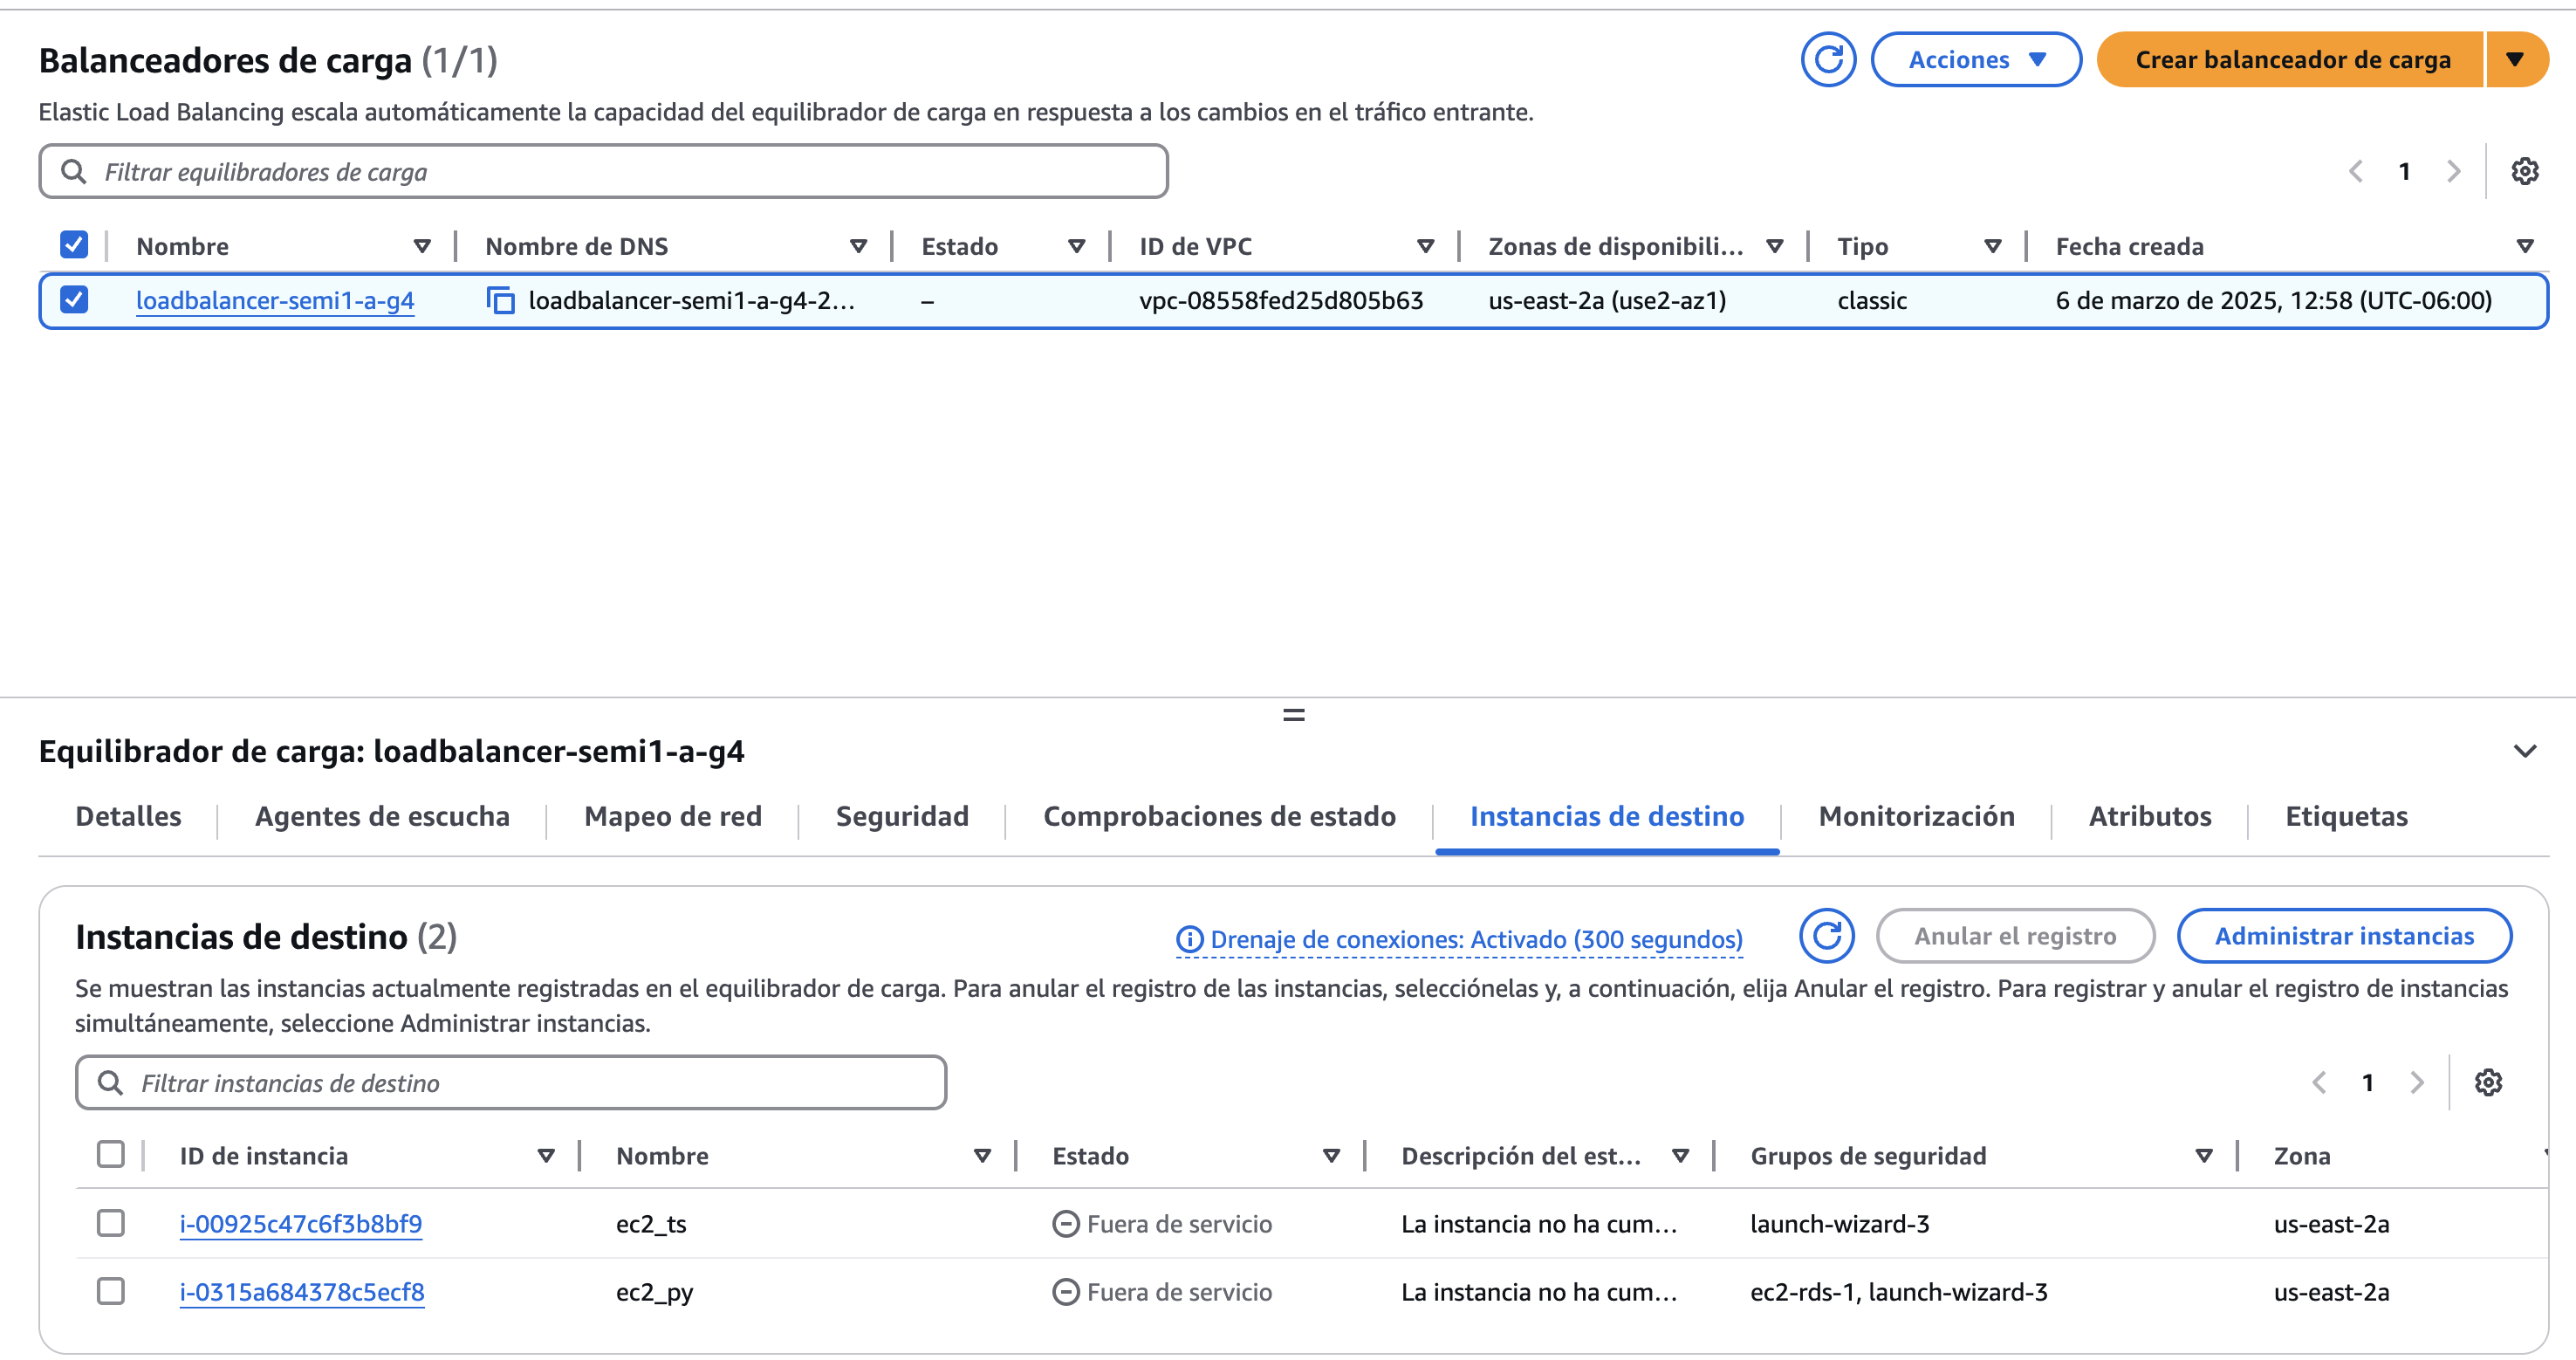 Balanceadores de carga (1/1)
Acciones
Crear balanceador de carga
Elastic Load Balancing escala automáticamente la capacidad del equilibrador de carga en respuesta a los cambios en el tráfico entrante.
Filtrar equilibradores de carga
1
Nombre Nombre de DNS Estado ID de VPC Zonas de disponibili... Tipo Fecha creada
loadbalancer-semi1-a-g4 loadbalancer-semi1-a-g4-2... – vpc-08558fed25d805b63 us-east-2a (use2-az1) classic 6 de marzo de 2025, 12:58 (UTC-06:00)
Equilibrador de carga: loadbalancer-semi1-a-g4
Detalles Agentes de escucha Mapeo de red Seguridad Comprobaciones de estado Instancias de destino Monitorización Atributos Etiquetas
Instancias de destino (2)
Drenaje de conexiones: Activado (300 segundos)
Anular el registro
Administrar instancias
Se muestran las instancias actualmente registradas en el equilibrador de carga. Para anular el registro de las instancias, selecciónelas y, a continuación, elija Anular el registro. Para registrar y anular el registro de instancias
simultáneamente, seleccione Administrar instancias.
Filtrar instancias de destino
1
ID de instancia Nombre Estado Descripción del est... Grupos de seguridad Zona
i-00925c47c6f3b8bf9 ec2_ts Fuera de servicio La instancia no ha cum... launch-wizard-3 us-east-2a
i-0315a684378c5ecf8 ec2_py Fuera de servicio La instancia no ha cum... ec2-rds-1, launch-wizard-3 us-east-2a